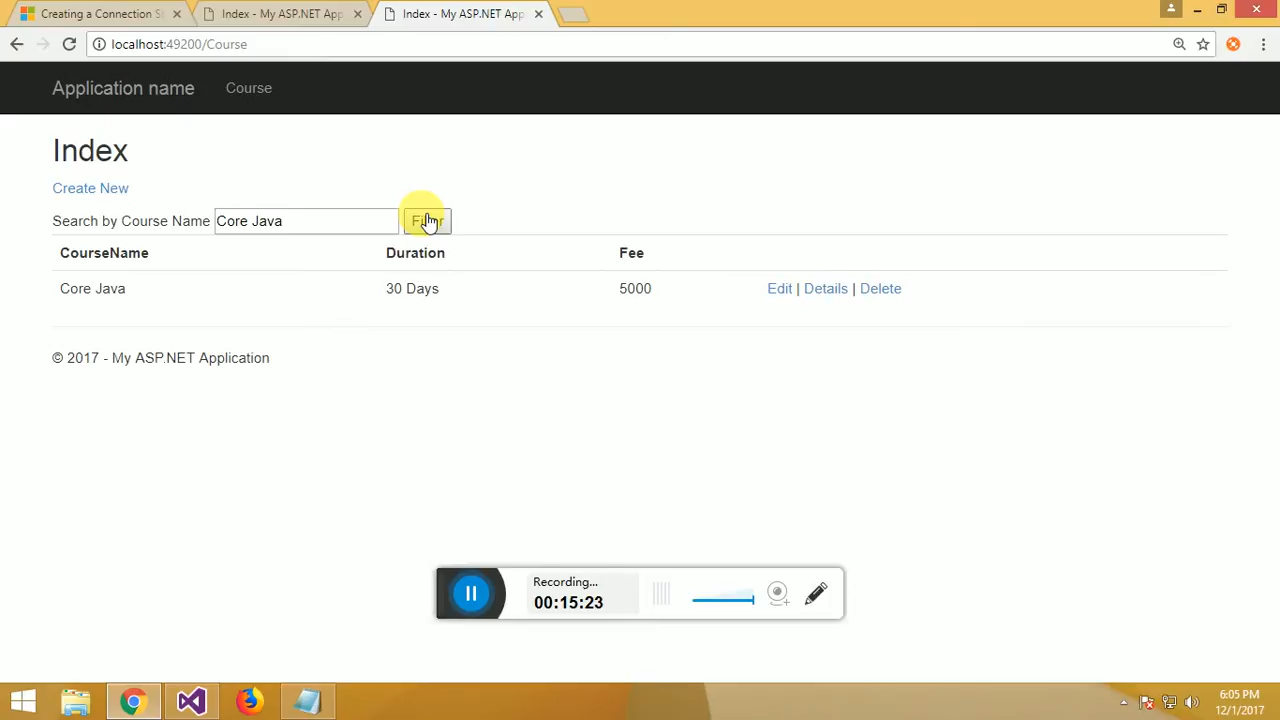 Creating a Connection St
Index - My ASP.NET App
Index - My ASP.NET App
localhost:49200/Course
Application name
Course
Index
Create New
Search by Course Name
Core Java
CourseName Duration Fee
Core Java 30 Days 5000 Edit | Details | Delete
© 2017 - My ASP.NET Application
Recording...
00:15:23
6:05 PM
12/1/2017